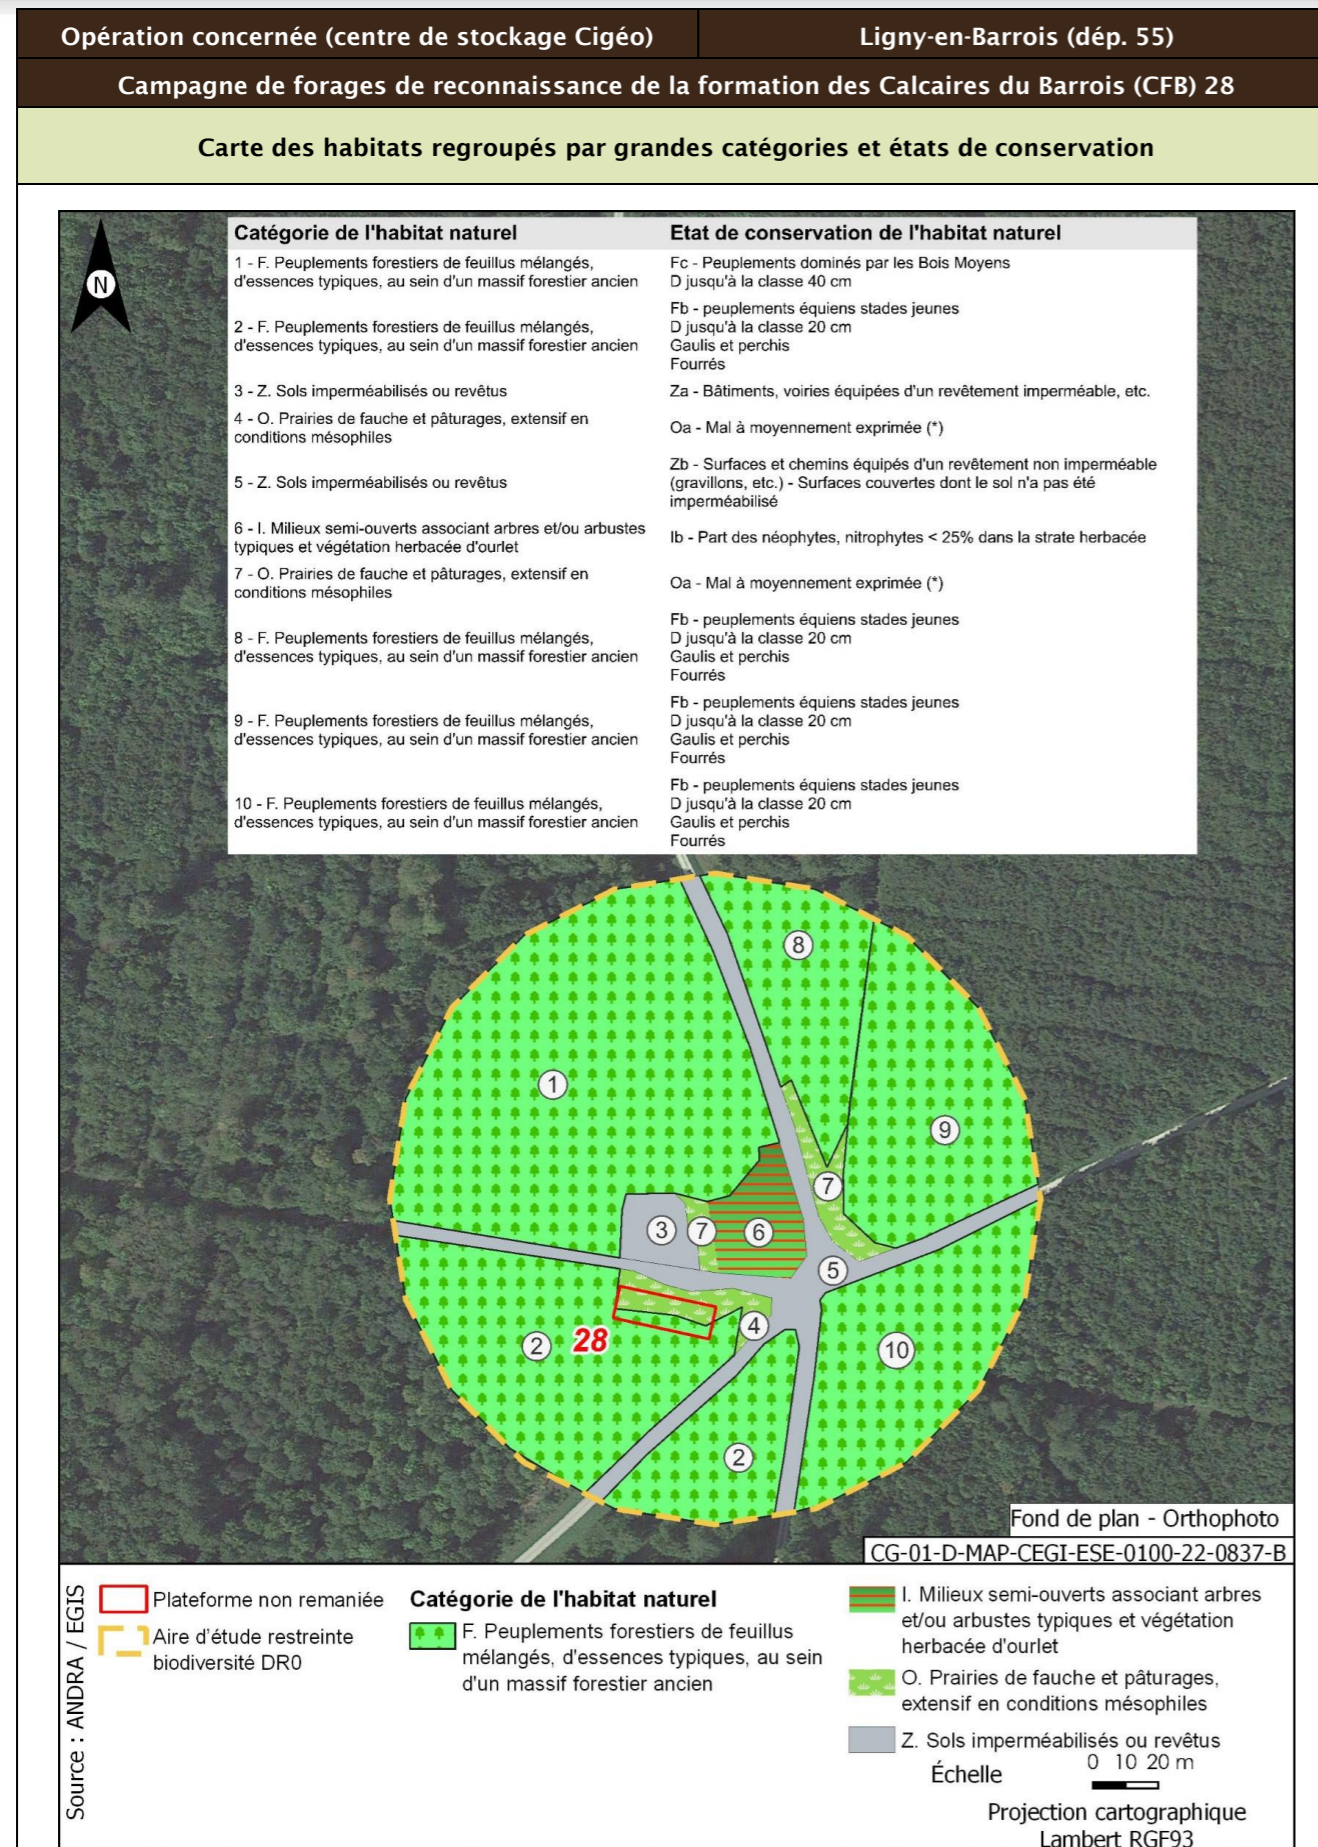 Opération concernée (centre de stockage Cigéo)
Ligny-en-Barrois (dép. 55)
Campagne de forages de reconnaissance de la formation des Calcaires du Barrois (CFB) 28
Carte des habitats regroupés par grandes catégories et états de conservation
N
Catégorie de l'habitat naturel
Etat de conservation de l'habitat naturel
1 - F. Peuplements forestiers de feuillus mélangés,
d'essences typiques, au sein d'un massif forestier ancien
Fc - Peuplements dominés par les Bois Moyens
D jusqu'à la classe 40 cm
2 - F. Peuplements forestiers de feuillus mélangés,
d'essences typiques, au sein d'un massif forestier ancien
Fb - peuplements équiens stades jeunes
D jusqu'à la classe 20 cm
Gaulis et perchis
Fourrés
3 - Z. Sols imperméabilisés ou revêtus
Za - Bâtiments, voiries équipées d'un revêtement imperméable, etc.
4 - O. Prairies de fauche et pâturages, extensif en
conditions mésophiles
Oa - Mal à moyennement exprimée (*)
5 - Z. Sols imperméabilisés ou revêtus
Zb - Surfaces et chemins équipés d'un revêtement non imperméable
(gravillons, etc.) - Surfaces couvertes dont le sol n'a pas été
imperméabilisé
6 - I. Milieux semi-ouverts associant arbres et/ou arbustes
typiques et végétation herbacée d'ourlet
Ib - Part des néophytes, nitrophytes < 25% dans la strate herbacée
7 - O. Prairies de fauche et pâturages, extensif en
conditions mésophiles
Oa - Mal à moyennement exprimée (*)
8 - F. Peuplements forestiers de feuillus mélangés,
d'essences typiques, au sein d'un massif forestier ancien
Fb - peuplements équiens stades jeunes
D jusqu'à la classe 20 cm
Gaulis et perchis
Fourrés
9 - F. Peuplements forestiers de feuillus mélangés,
d'essences typiques, au sein d'un massif forestier ancien
Fb - peuplements équiens stades jeunes
D jusqu'à la classe 20 cm
Gaulis et perchis
Fourrés
10 - F. Peuplements forestiers de feuillus mélangés,
d'essences typiques, au sein d'un massif forestier ancien
Fb - peuplements équiens stades jeunes
D jusqu'à la classe 20 cm
Gaulis et perchis
Fourrés
8
1
9
7
3
7
6
5
4
2
28
10
2
Fond de plan - Orthophoto
CG-01-D-MAP-CEGI-ESE-0100-22-0837-B
Source : ANDRA / EGIS
Plateforme non remaniée
Aire d'étude restreinte
biodiversité DR0
Catégorie de l'habitat naturel
F. Peuplements forestiers de feuillus
mélangés, d'essences typiques, au sein
d'un massif forestier ancien
I. Milieux semi-ouverts associant arbres
et/ou arbustes typiques et végétation
herbacée d'ourlet
O. Prairies de fauche et pâturages,
extensif en conditions mésophiles
Z. Sols imperméabilisés ou revêtus
Échelle
0 10 20 m
Projection cartographique
Lambert RGF93